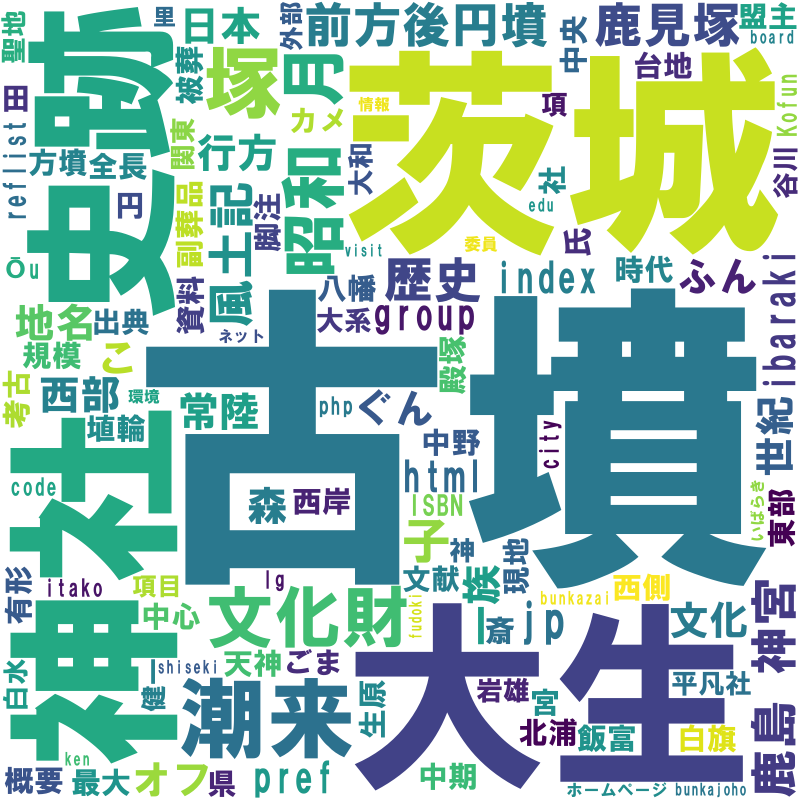 聖地
里
日本
外部
前方後円墳
鹿見塚
中央
盟主
board
史跡
田
被葬
塚
月
カメ
項
台地
Kofun
茨城
情報
reflist
方墳
全長
関東
行方
昭和
大和
社
谷川
円
副葬品
風土記
脚注
edu
氏
委員
visit
Ōu
資料
八幡
歴史
index
時代
ふん
ibaraki
地名
出典
大系
group
ネット
規模
こ
殿塚
古墳
考古
西部
環境
常陸
php
ぐん
世紀
埴輪
中野
city
html
code
神社
森
西岸
ISBN
子
いばらき
東部
lg
神
一族
現地
有形
itako
項目
文献
西側
中心
文化財
fudoki
斎
jp
bunkazai
文化
神宮
白水
shiseki
天神
ごま
大生
健一
潮来
生原
岩雄
宮
平凡社
北浦
飯富
白旗
鹿島
ken
概要
最大
オフ
県
pref
中期
ホームページ
bunkajoho